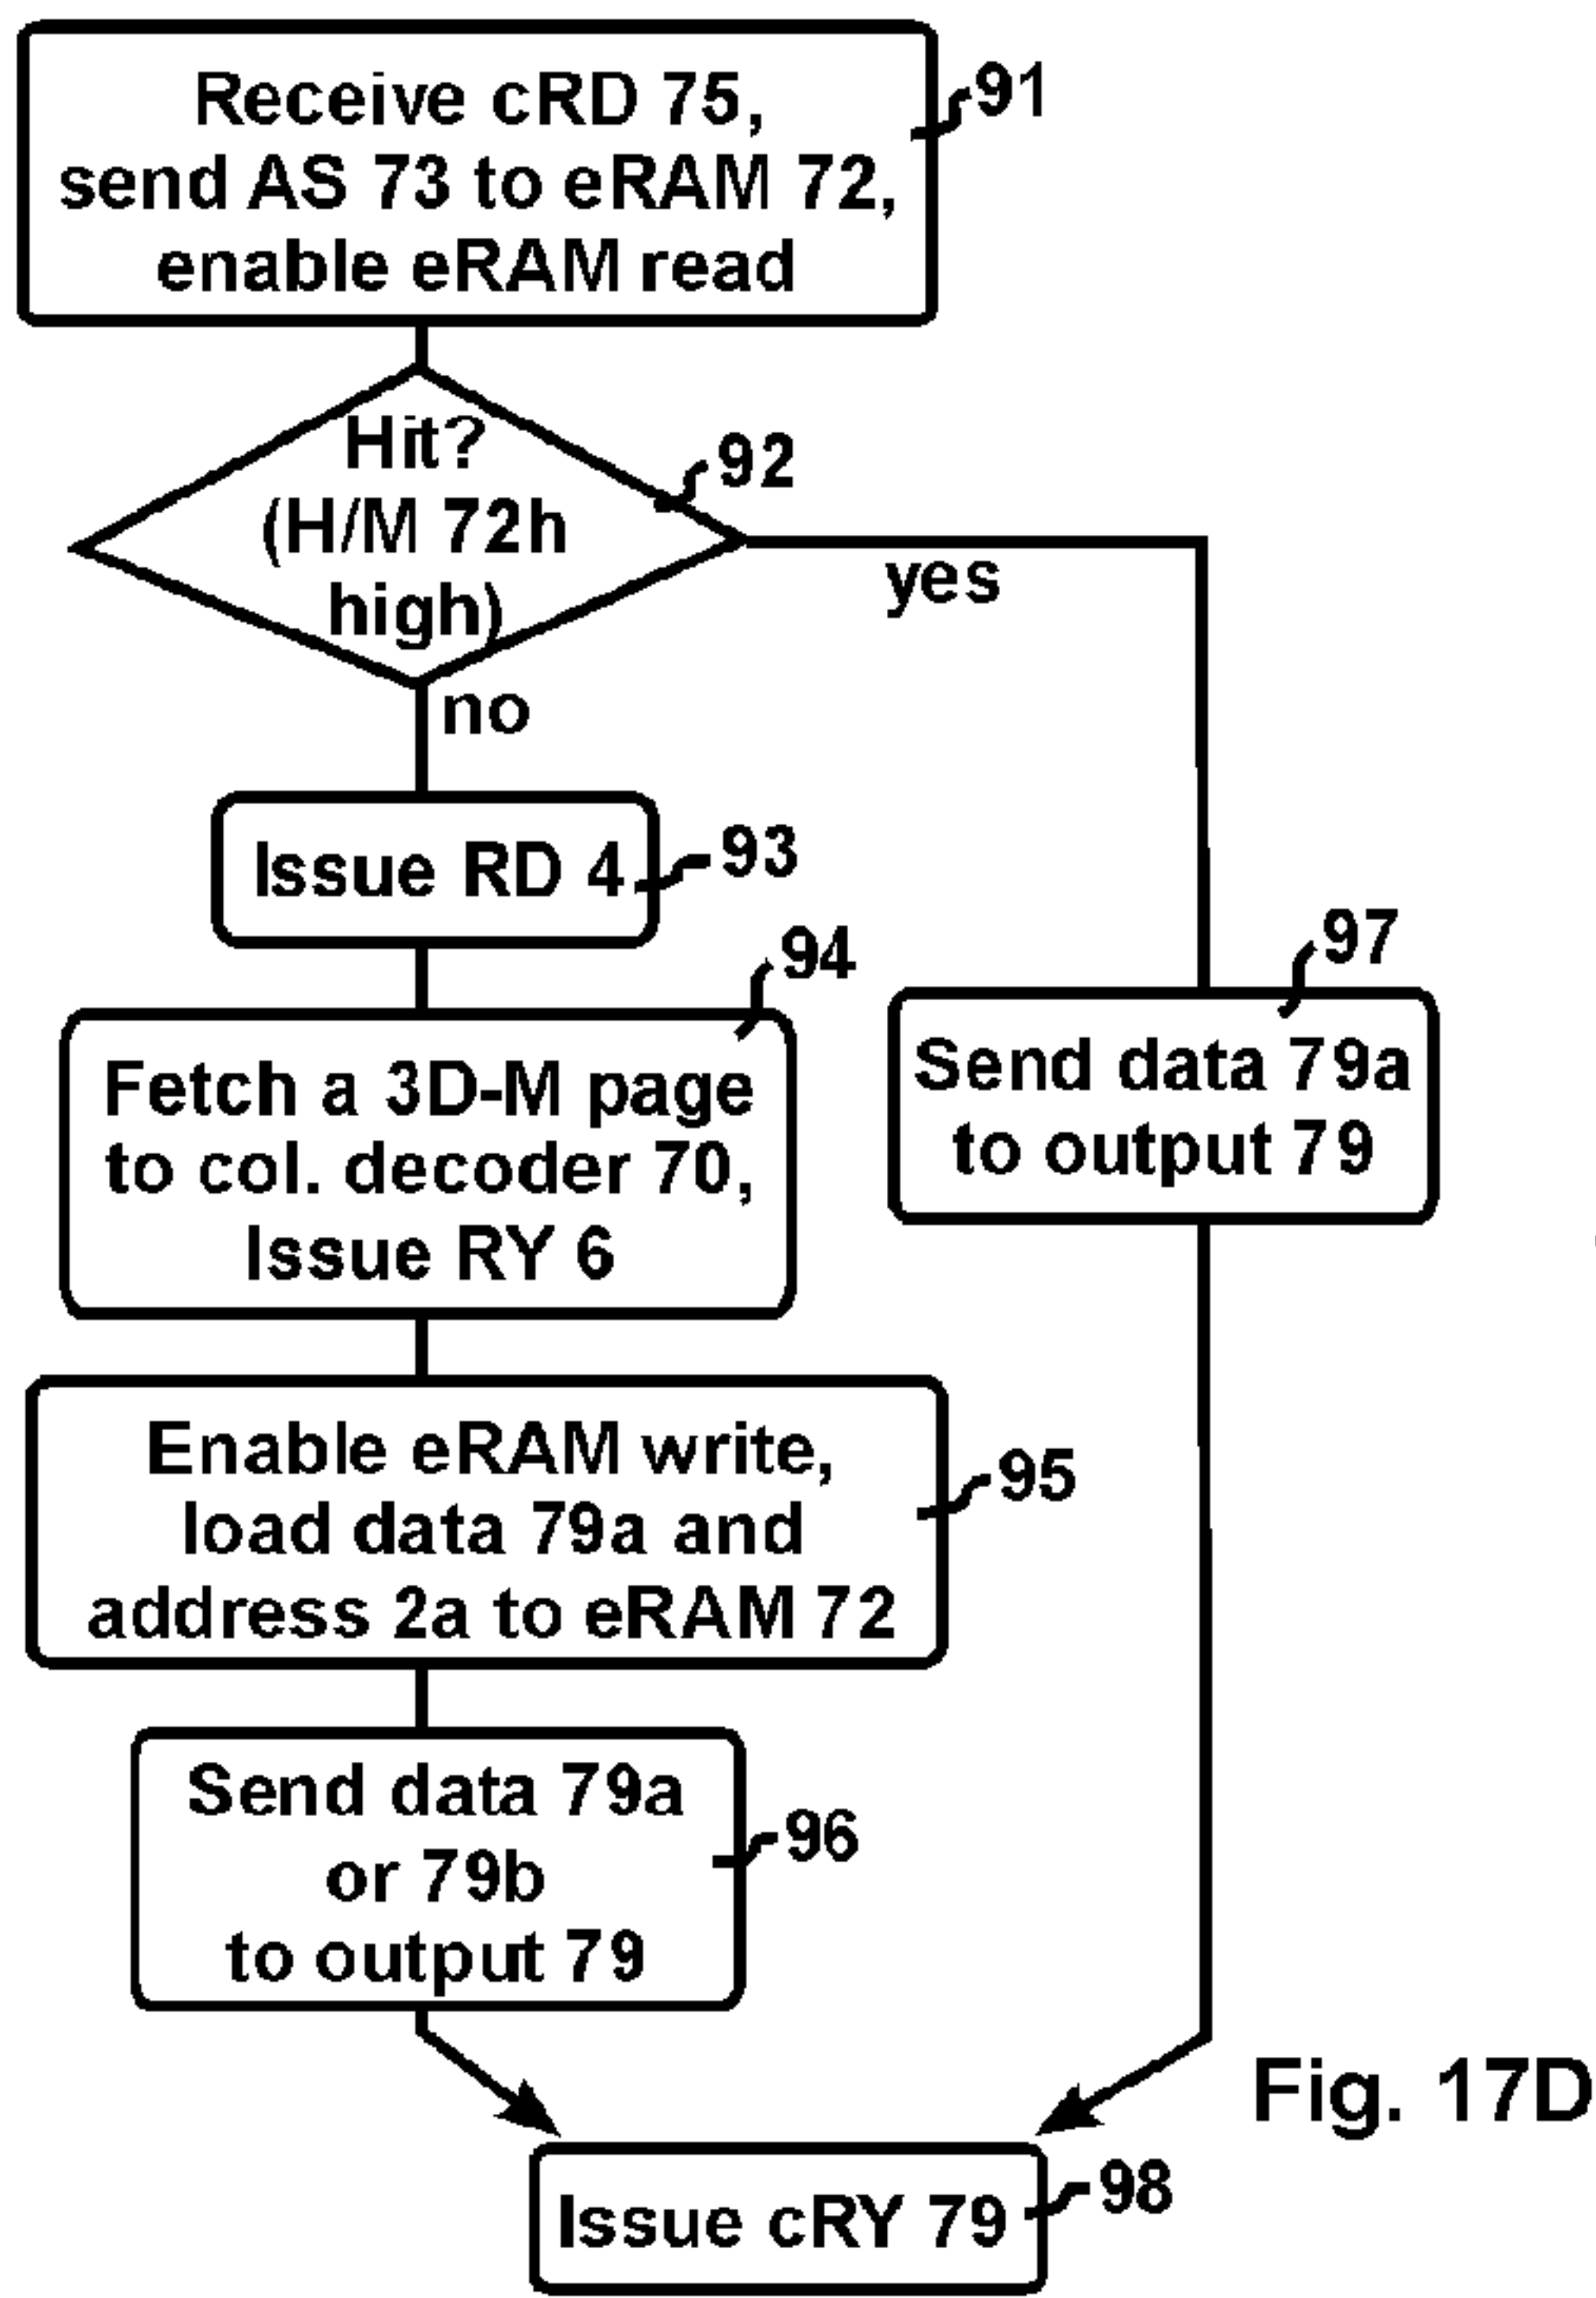 Receive cRD 75,
send AS 73 to eRAM 72,
enable eRAM read
91
Hit?
(H/M 72h
high)
92
yes
no
Issue RD 4
93
94
Fetch a 3D-M page
to col. decoder 70,
Issue RY 6
97
Send data 79a
to output 79
Enable eRAM write,
load data 79a and
address 2a to eRAM 72
95
Send data 79a
or 79b
to output 79
96
Fig. 17D
Issue cRY 79
98